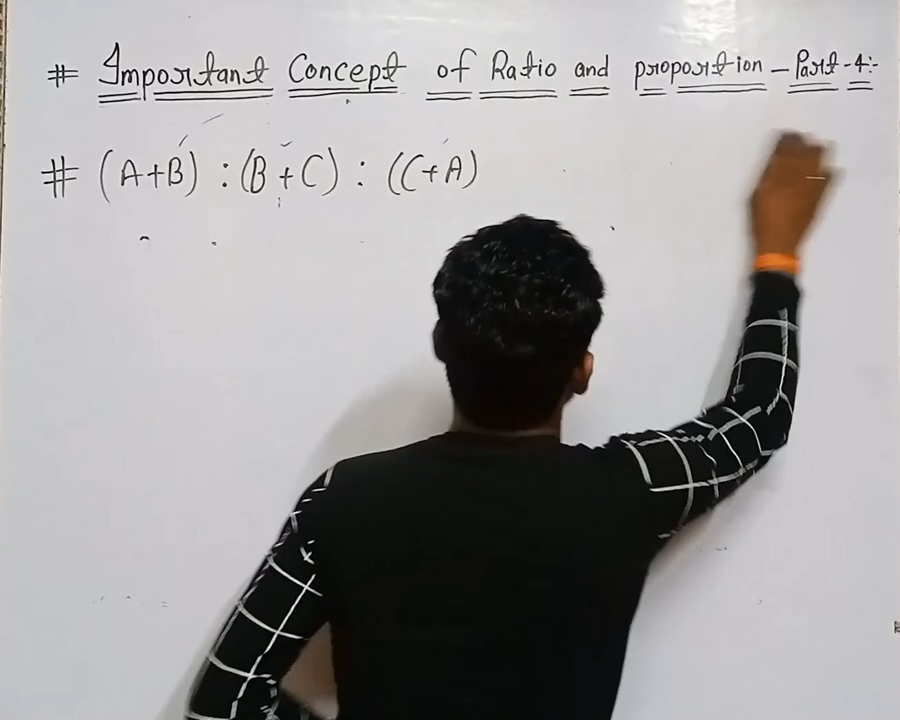 # Important Concept of Ratio and proportion - Part-4:-
# (A+B) : (B+C) : (C+A)